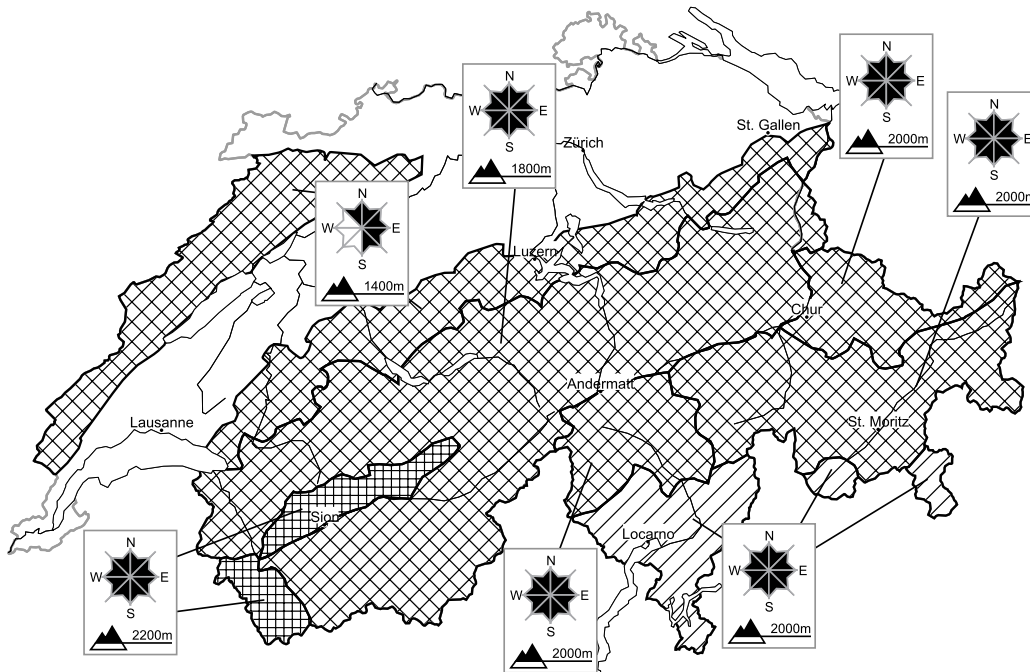 N
W E
S
2000m
N
W E
S
1800m
N
W E
S
2000m
St. Gallen
Zürich
N
W E
S
1400m
Luzern
Chur
Andermatt
Lausanne
St. Moritz
Sion
Locarno
N
W E
S
2200m
N
W E
S
2000m
N
W E
S
2000m